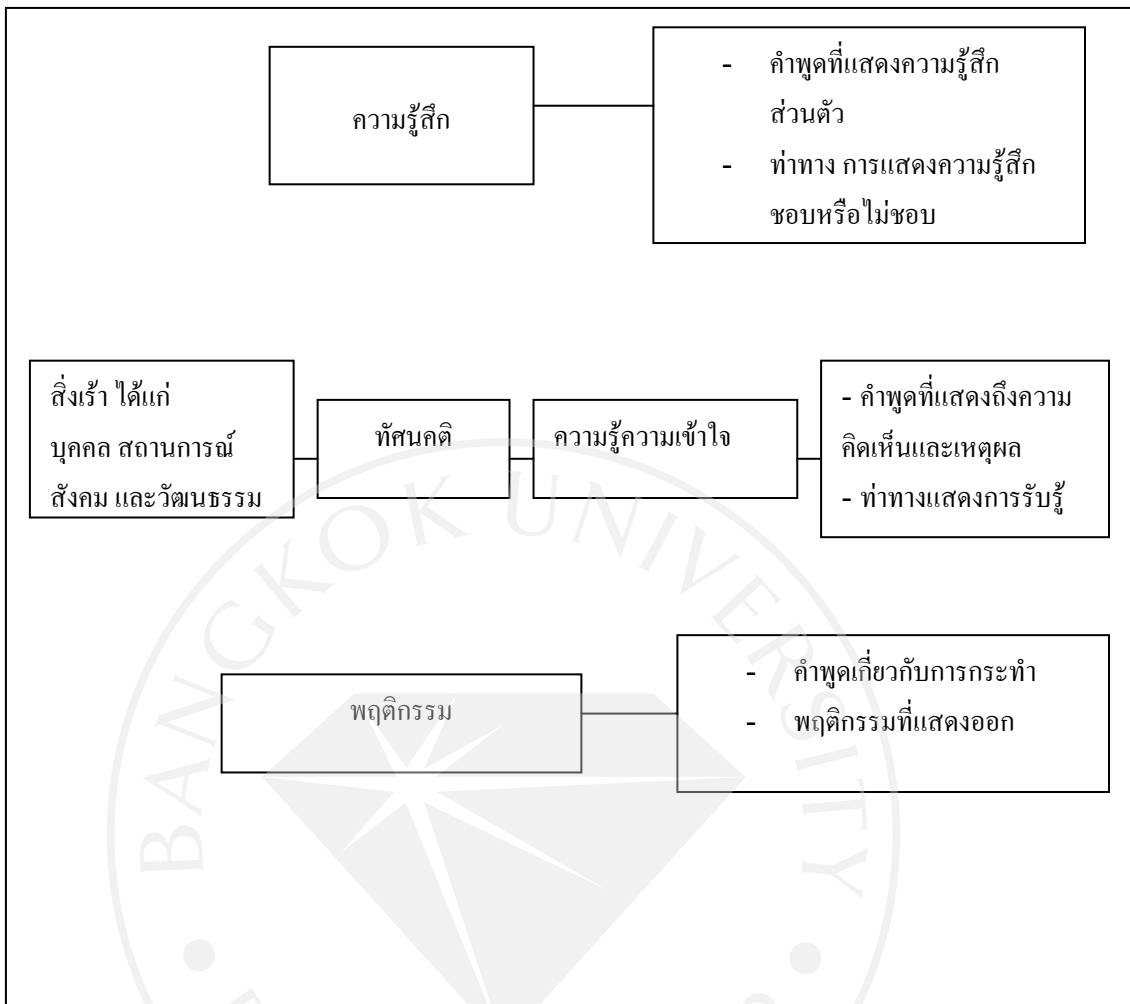 ความรู้สึก
- คำพูดที่แสดงความรู้สึก
ส่วนตัว
- ท่าทาง การแสดงความรู้สึก
ชอบหรือไม่ชอบ
สิ่งเร้า ได้แก่
บุคคล สถานการณ์
สังคม และวัฒนธรรม
ทัศนคติ
ความรู้ความเข้าใจ
- คำพูดที่แสดงถึงความ
คิดเห็นและเหตุผล
- ท่าทางแสดงการรับรู้
พฤติกรรม
- คำพูดเกี่ยวกับการกระทำ
- พฤติกรรมที่แสดงออก
BANGKOK UNIVERSITY